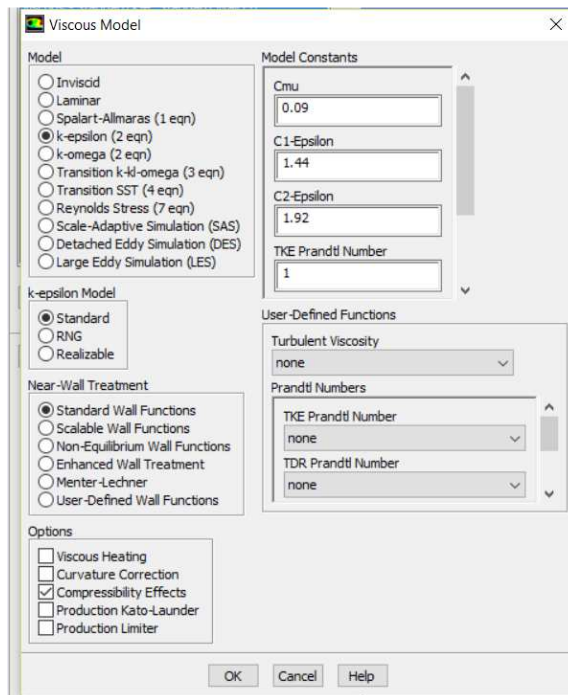 Viscous Model
Model
Inviscid
Laminar
Spalart-Allmaras (1 eqn)
k-epsilon (2 eqn)
k-omega (2 eqn)
Transition k-kl-omega (3 eqn)
Transition SST (4 eqn)
Reynolds Stress (7 eqn)
Scale-Adaptive Simulation (SAS)
Detached Eddy Simulation (DES)
Large Eddy Simulation (LES)
k-epsilon Model
Standard
RNG
Realizable
Near-Wall Treatment
Standard Wall Functions
Scalable Wall Functions
Non-Equilibrium Wall Functions
Enhanced Wall Treatment
Menter-Lechner
User-Defined Wall Functions
Options
Viscous Heating
Curvature Correction
Compressibility Effects
Production Kato-Launder
Production Limiter
Model Constants
Cmu
0.09
C1-Epsilon
1.44
C2-Epsilon
1.92
TKE Prandtl Number
1
User-Defined Functions
Turbulent Viscosity
none
Prandtl Numbers
TKE Prandtl Number
none
TDR Prandtl Number
none
OK
Cancel
Help